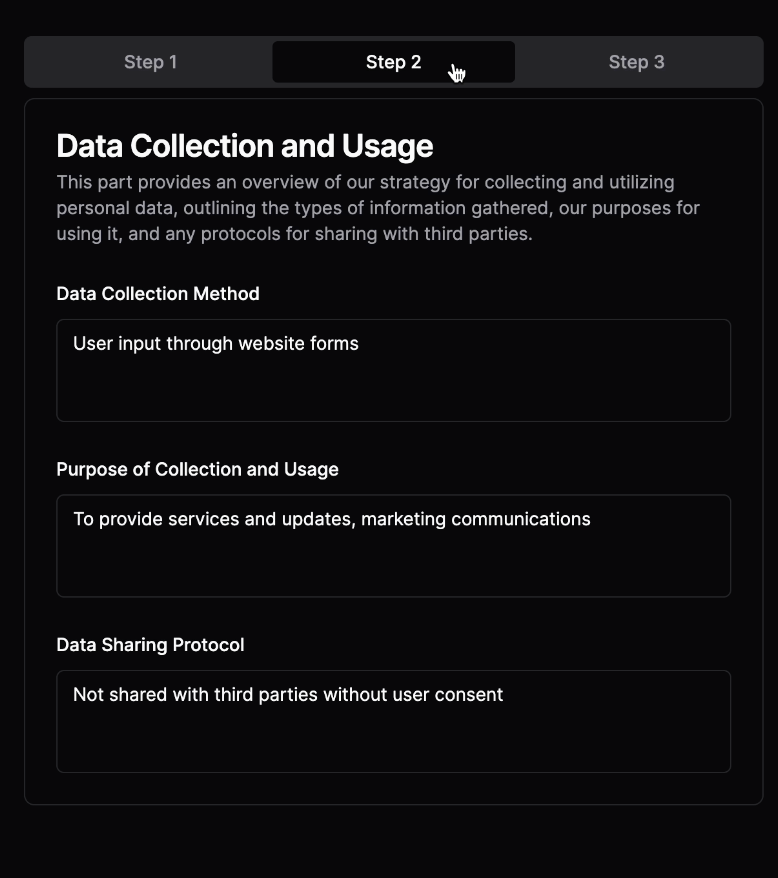 Step 1
Step 2
Step 3
Data Collection and Usage
This part provides an overview of our strategy for collecting and utilizing
personal data, outlining the types of information gathered, our purposes for
using it, and any protocols for sharing with third parties.
Data Collection Method
User input through website forms
Purpose of Collection and Usage
To provide services and updates, marketing communications
Data Sharing Protocol
Not shared with third parties without user consent